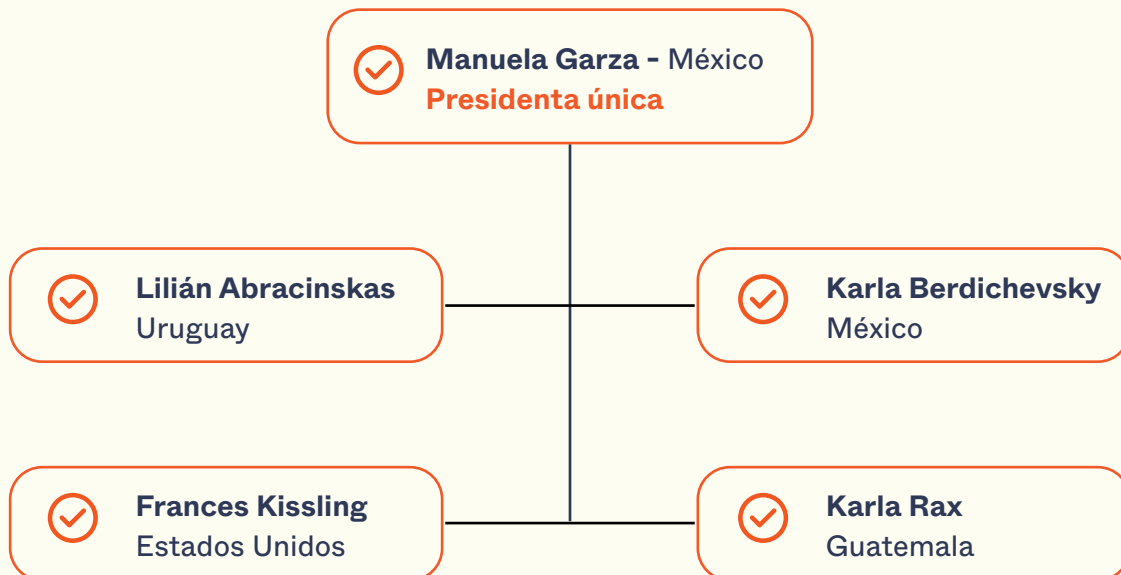 Manuela Garza - México
Presidenta única
Lilián Abracinskas
Uruguay
Karla Berdichevsky
México
Frances Kissling
Estados Unidos
Karla Rax
Guatemala